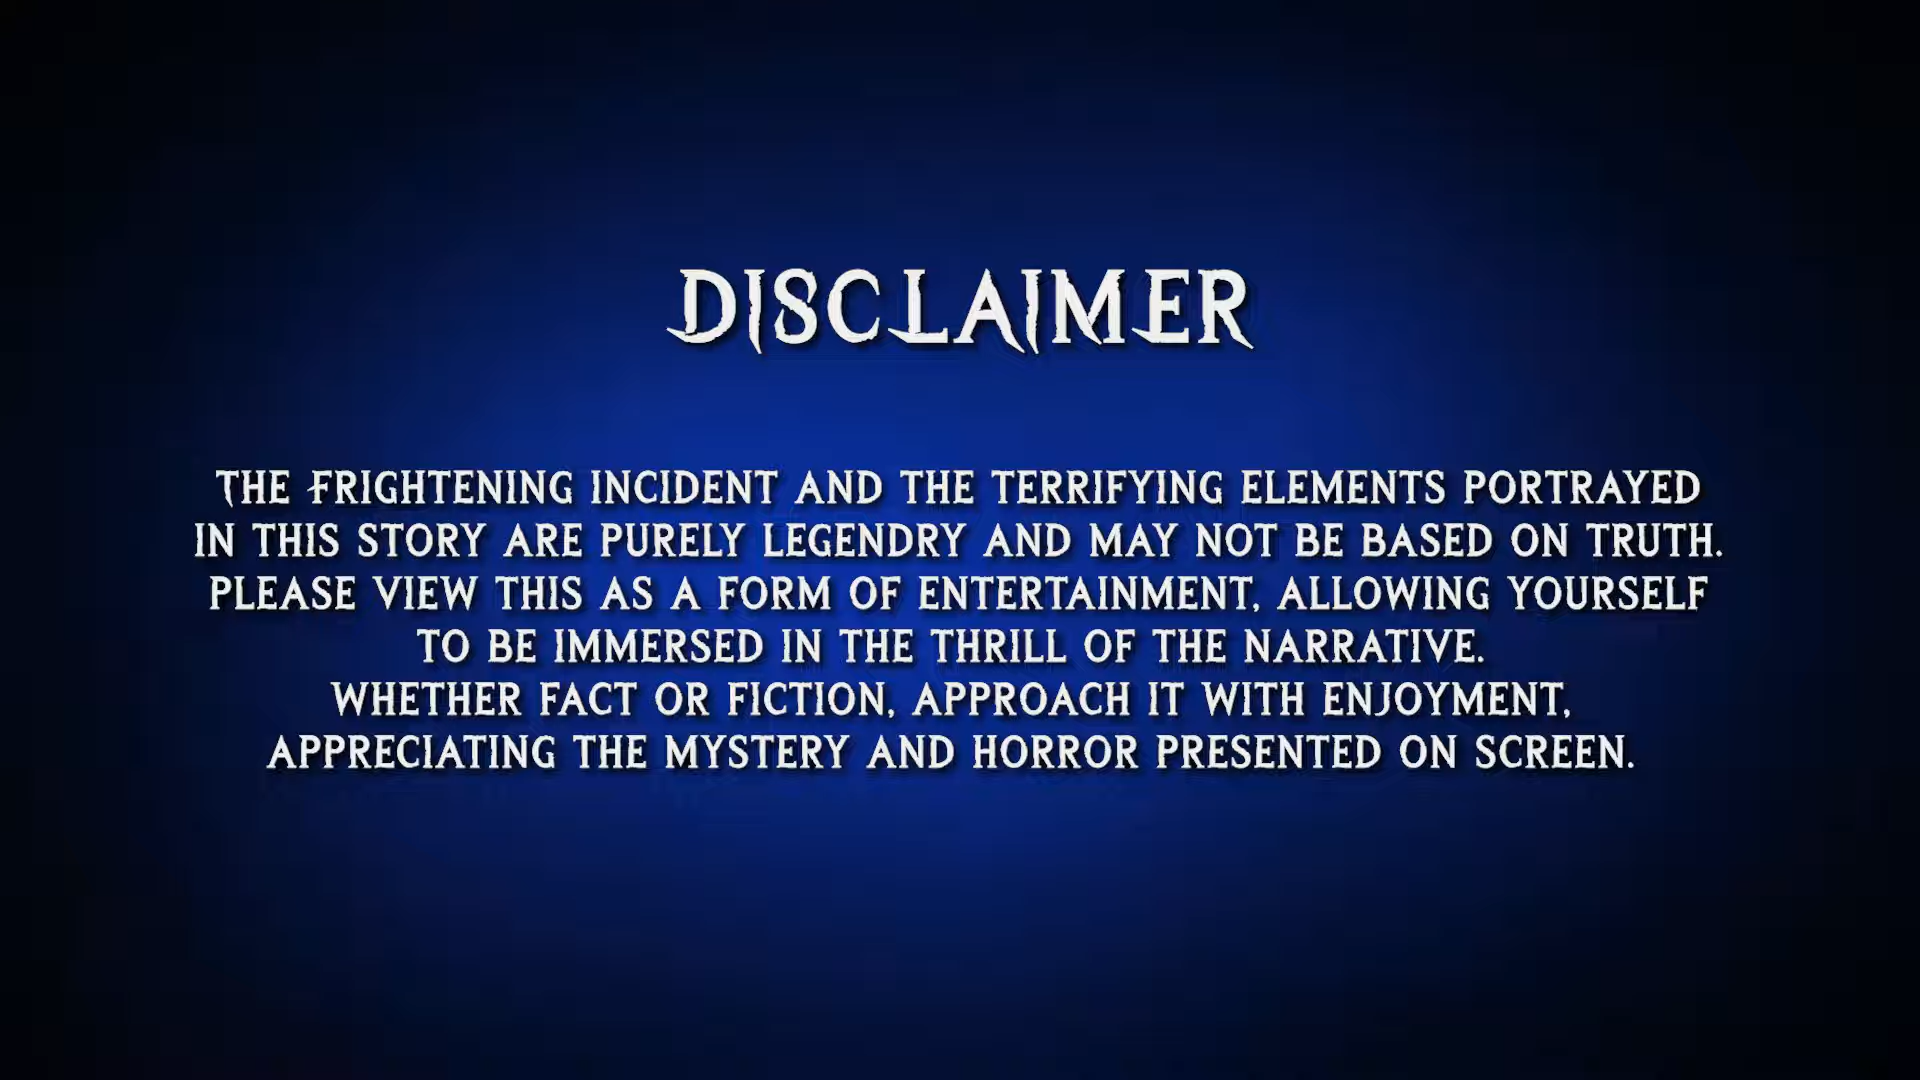 DISCLAIMER
THE FRIGHTENING INCIDENT AND THE TERRIFYING ELEMENTS PORTRAYED
IN THIS STORY ARE PURELY LEGENDRY AND MAY NOT BE BASED ON TRUTH.
PLEASE VIEW THIS AS A FORM OF ENTERTAINMENT, ALLOWING YOURSELF
TO BE IMMERSED IN THE THRILL OF THE NARRATIVE.
WHETHER FACT OR FICTION, APPROACH IT WITH ENJOYMENT,
APPRECIATING THE MYSTERY AND HORROR PRESENTED ON SCREEN.